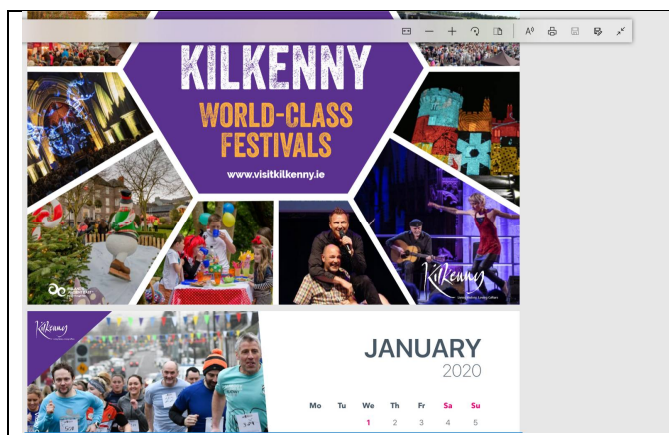 KILKENNY
WORLD-CLASS
FESTIVALS
www.visitkilkenny.ie
Kilkenny
Kilkenny
JANUARY
2020
Mo Tu We Th Fr Sa Su
1 2 3 4 5